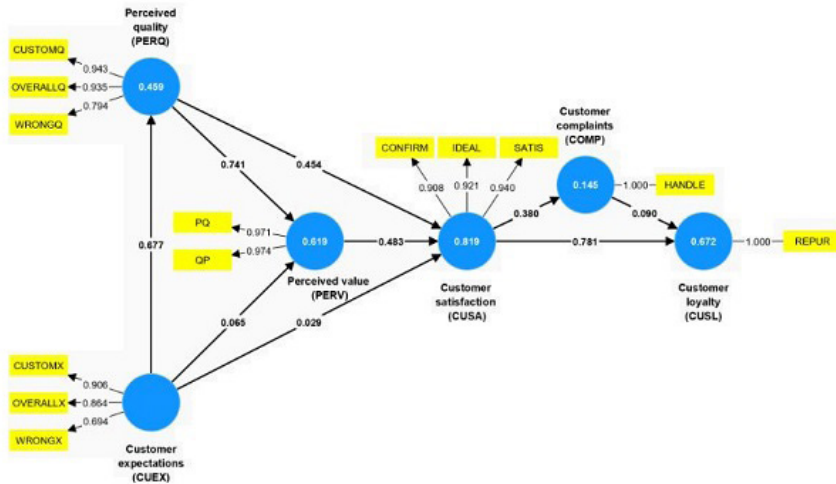 Perceived
quality
(PERQ)
CUSTOMQ
0.943
OVERALLQ
0.935
0.459
WRONGQ
0.794
Customer
complaints
(COMP)
CONFIRM
IDEAL
SATIS
0.741
0.454
0.908
0.921
0.940
0.145
1.000
HANDLE
PQ
0.971
0.380
0.090
0.677
QP
0.974
0.619
0.483
0.819
0.781
0.672
1.000
REPUR
Perceived value
(PERV)
Customer
satisfaction
(CUSA)
Customer
loyalty
(CUSL)
0.065
0.029
CUSTOMX
0.906
OVERALLX
0.864
WRONGX
0.694
Customer
expectations
(CUEX)